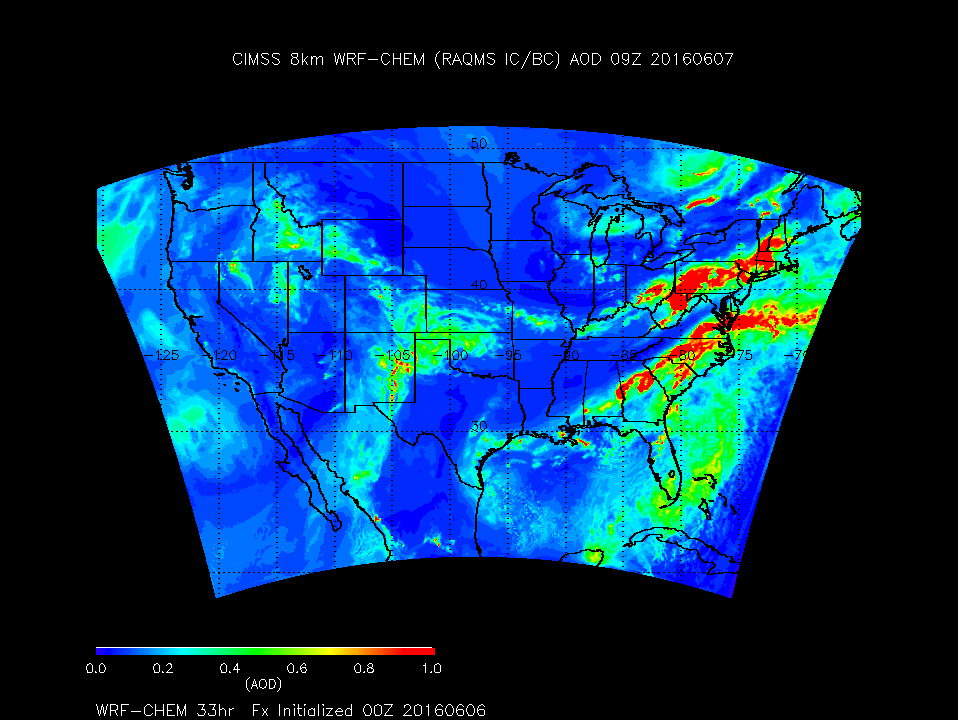 CIMSS 8km WRF-CHEM (RAQMS IC/BC) AOD 09Z 20160607
50
40
-125 -120 -115 -110 -105 -100 -95 -90 -85 -80 -75 -70
30
0.0 0.2 0.4 0.6 0.8 1.0
(AOD)
WRF-CHEM 33hr Fx Initialized 00Z 20160606